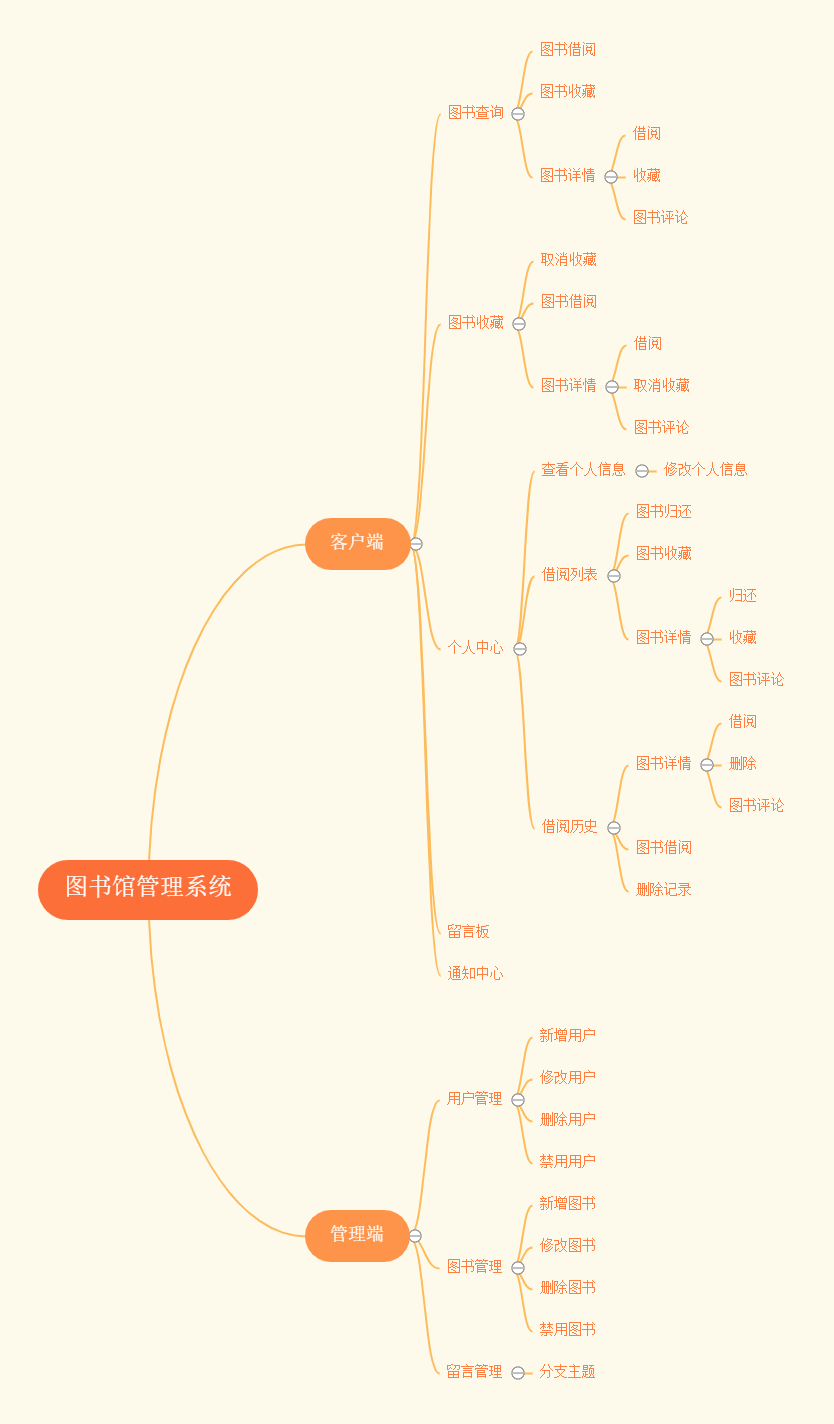 图书馆管理系统
客户端
图书查询
图书借阅
图书收藏
图书详情
借阅
收藏
图书评论
图书收藏
取消收藏
图书借阅
图书详情
借阅
取消收藏
图书评论
个人中心
查看个人信息
修改个人信息
借阅列表
图书归还
图书收藏
图书详情
归还
收藏
图书评论
借阅历史
图书详情
借阅
删除
图书评论
图书借阅
删除记录
留言板
通知中心
管理端
用户管理
新增用户
修改用户
删除用户
禁用用户
图书管理
新增图书
修改图书
删除图书
禁用图书
留言管理
分支主题